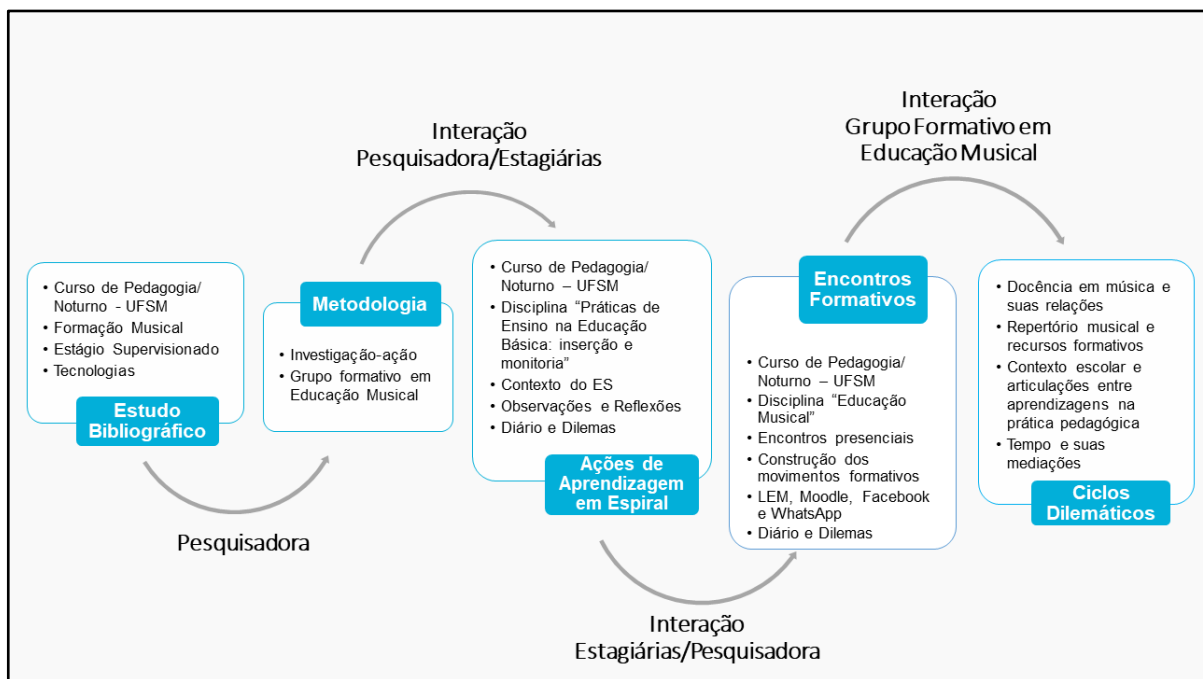 • Curso de Pedagogia/
Noturno - UFSM
• Formação Musical
• Estágio Supervisionado
• Tecnologias
Estudo
Bibliográfico
Pesquisadora
Metodologia
• Investigação-ação
• Grupo formativo em
Educação Musical
Interação
Pesquisadora/Estagiárias
• Curso de Pedagogia/
Noturno – UFSM
• Disciplina “Práticas de
Ensino na Educação
Básica: inserção e
monitoria”
• Contexto do ES
• Observações e Reflexões
• Diário e Dilemas
Ações de
Aprendizagem
em Espiral
Interação
Estagiárias/Pesquisadora
Encontros
Formativos
• Curso de Pedagogia/
Noturno – UFSM
• Disciplina “Educação
Musical”
• Encontros presenciais
• Construção dos
movimentos formativos
• LEM, Moodle, Facebook
e WhatsApp
• Diário e Dilemas
Interação
Grupo Formativo em
Educação Musical
• Docência em música e
suas relações
• Repertório musical e
recursos formativos
• Contexto escolar e
articulações entre
aprendizagens na
prática pedagógica
• Tempo e suas
mediações
Ciclos
Dilemáticos